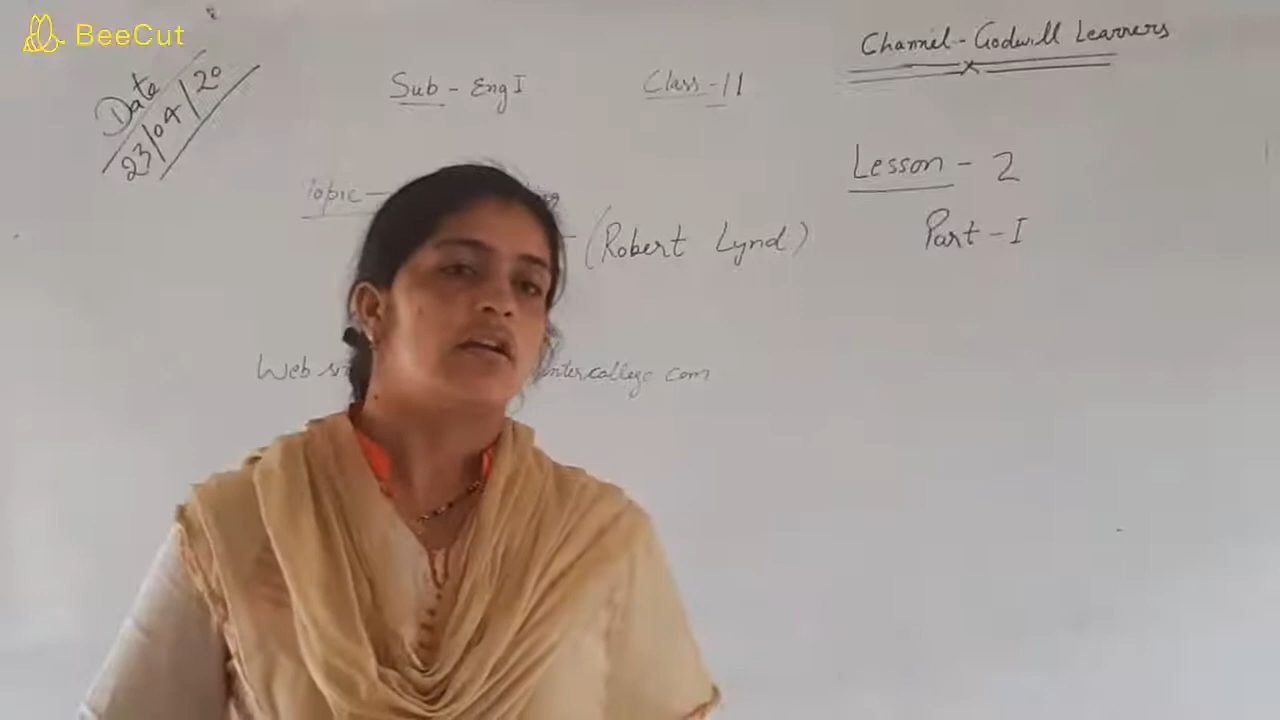 BeeCut
Date
23/04/20
Sub - Eng I
Class - 11
Channel - Godwill Learners
Topic -
(Robert Lynd)
Lesson - 2
Part - I
Web
intercollege com